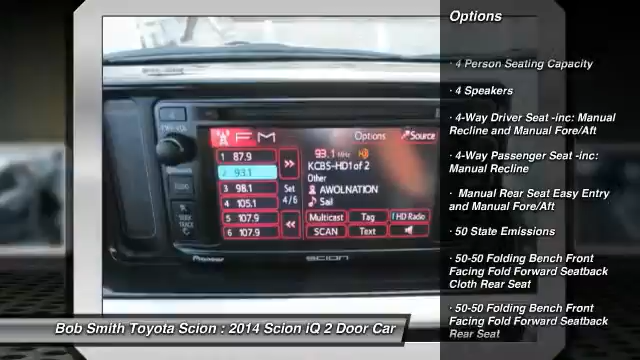 Options
· 4 Person Seating Capacity
· 4 Speakers
· 4-Way Driver Seat -inc: Manual
Recline and Manual Fore/Aft
· 4-Way Passenger Seat -inc:
Manual Recline
· Manual Rear Seat Easy Entry
and Manual Fore/Aft
· 50 State Emissions
· 50-50 Folding Bench Front
Facing Fold Forward Seatback
Cloth Rear Seat
· 50-50 Folding Bench Front
Facing Fold Forward Seatback
Rear Seat
FM
Options
Source
1 87.9
2 93.1
3 98.1
4 105.1
5 107.9
6 107.9
Set
4/6
93.1 MHz
KCBS-HD1 of 2
Other
AWOLNATION
Sail
Multicast
Tag
HD Radio
SCAN
Text
AUDIO
SEEK
TRACK
Pioneer
SCION
Bob Smith Toyota Scion : 2014 Scion iQ 2 Door Car